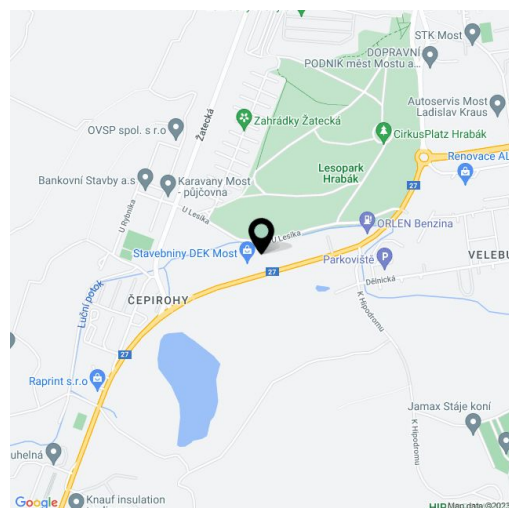 STK Most
DOPRAVNÍ
PODNIK měst Mostu a...
Autoservis Most
Ladislav Kraus
Zahrádky Žatecká
OVSP spol. s r.o
Žatecká
CirkusPlatz Hrabák
Renovace AL
Lesopark
Hrabák
Bankovní Stavby a.s
Karavany Most
- půjčovna
27
U Rybníka
U Lesíka
ORLEN Benzina
U Lesíka
Stavebniny DEK Most
Parkoviště
VELEBU
27
Dělnická
Luční potok
ČEPIROHY
K Hipodromu
27
Raprint s.r.o
Jamax Stáje koní
K Hipodromu
uhelná
Knauf insulation
Google
HIP
Map data ©2023